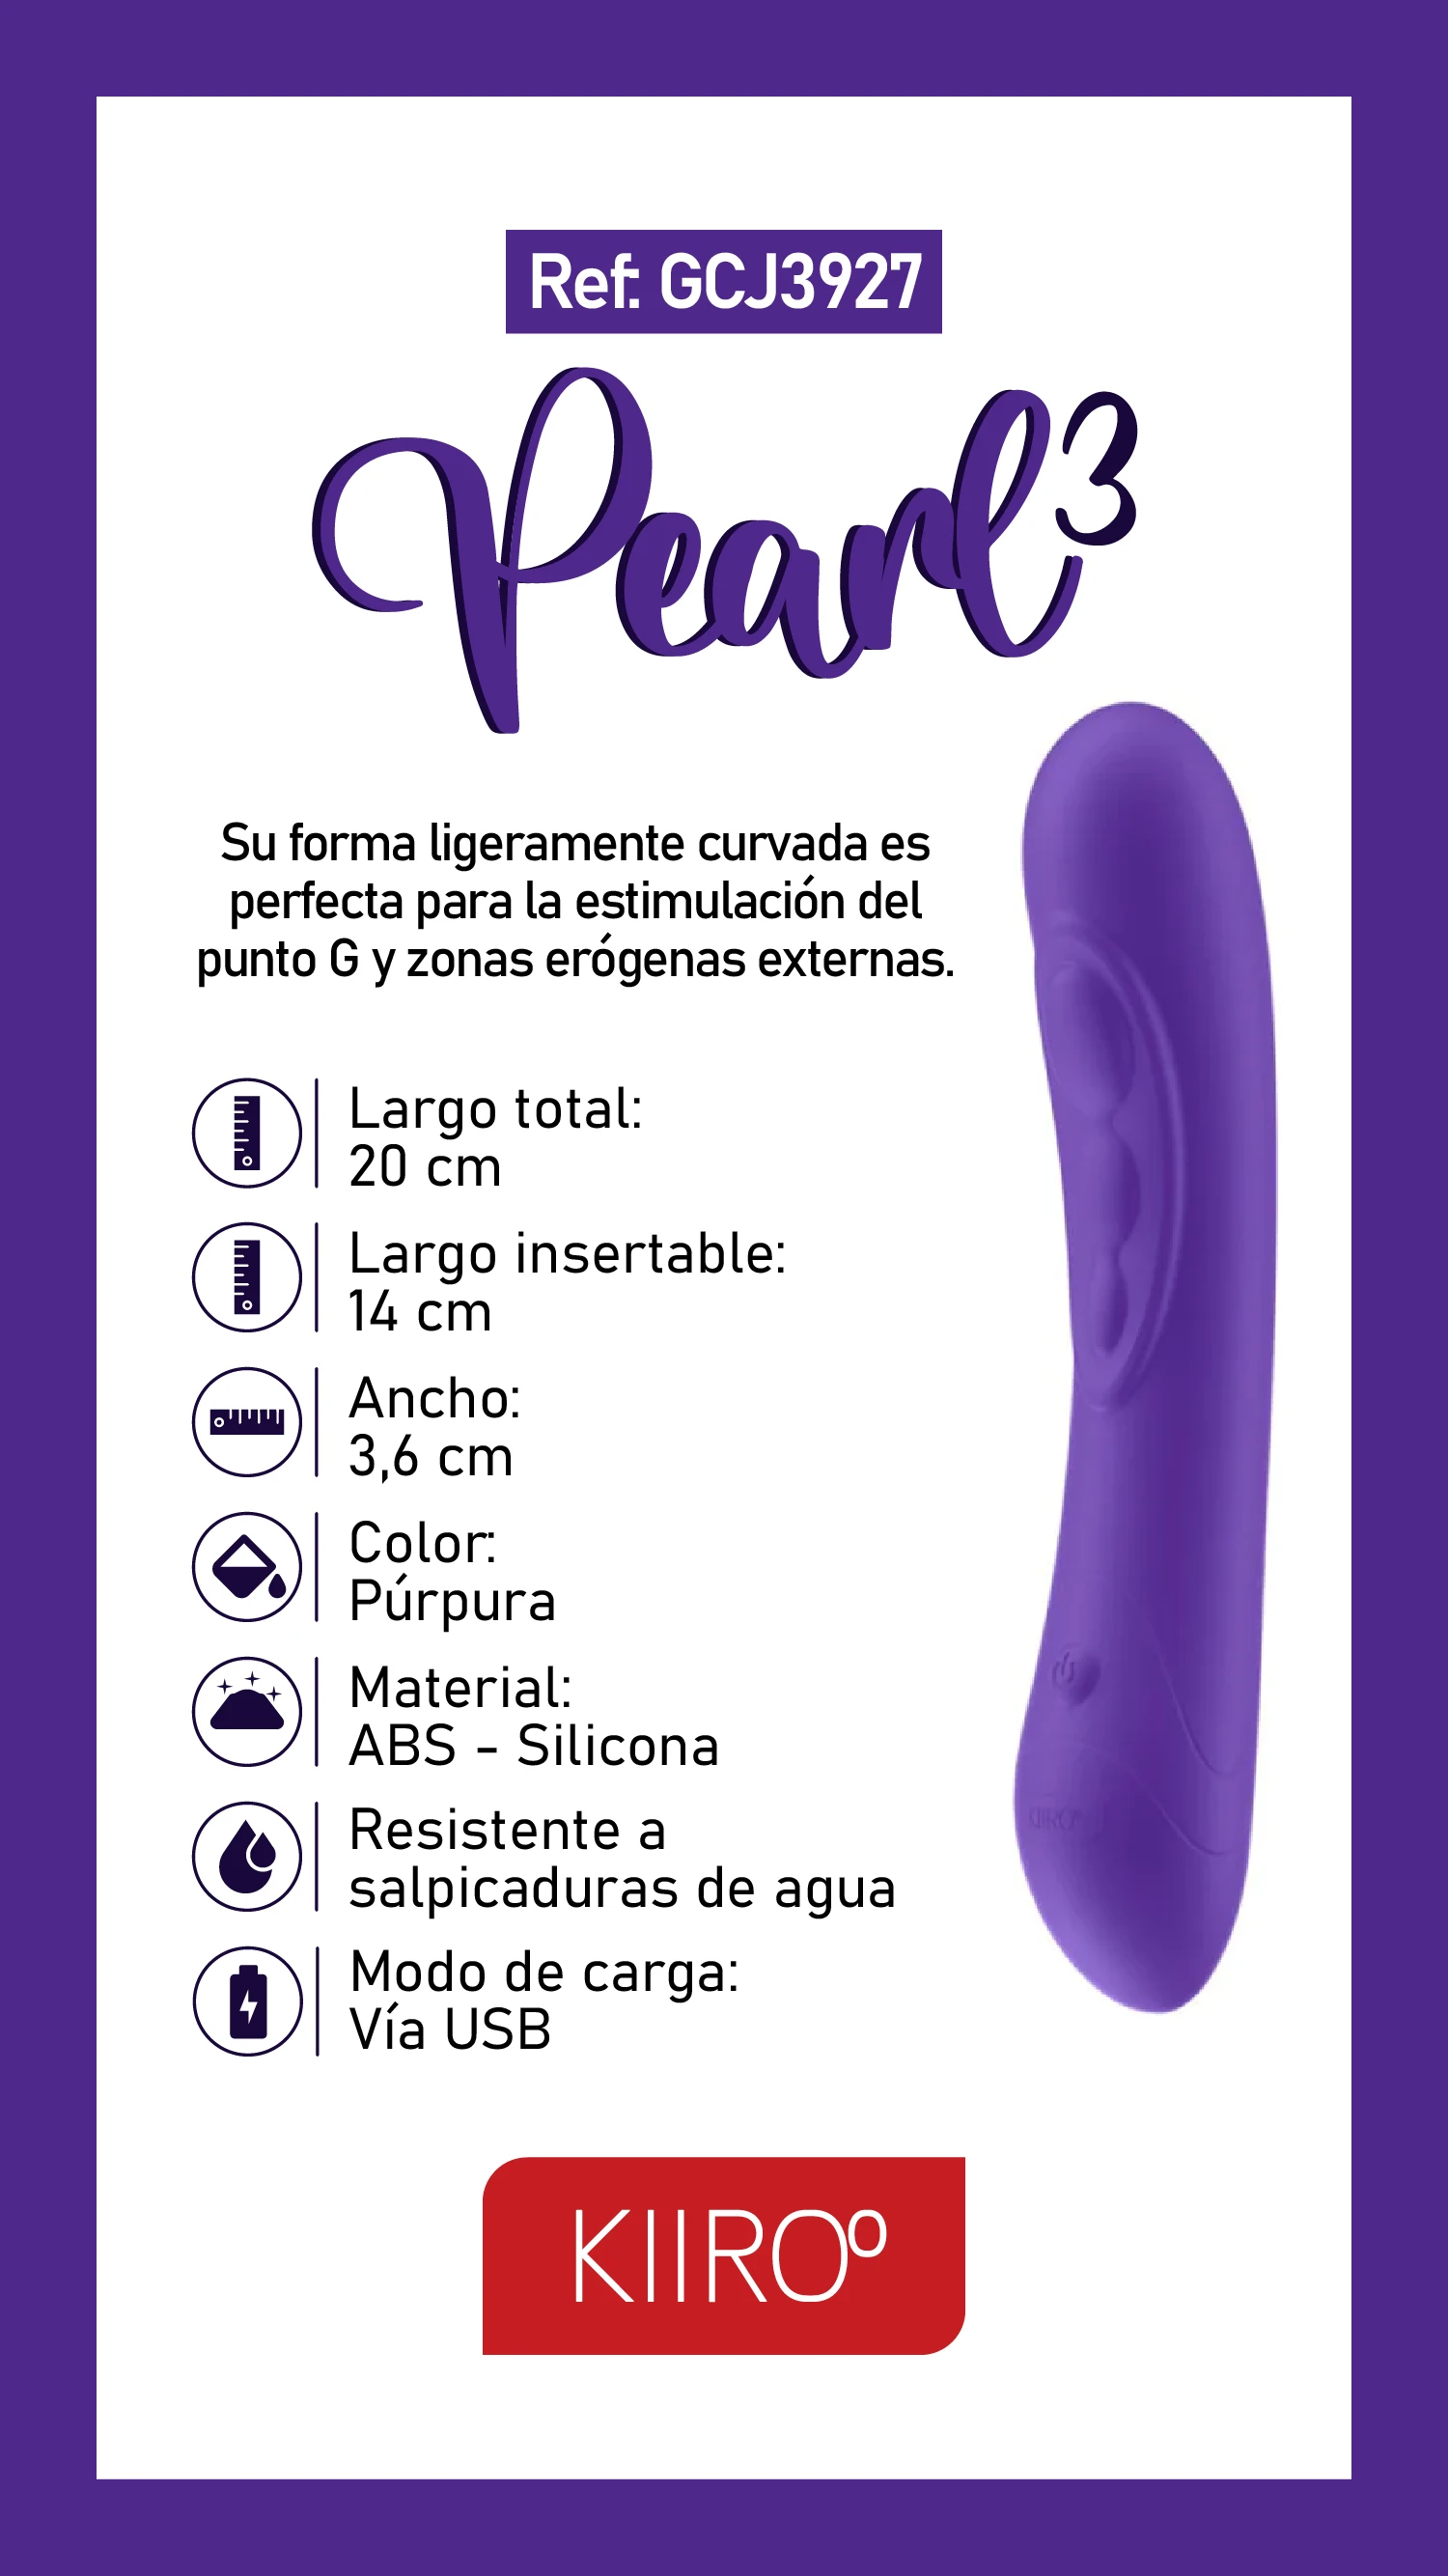 Ref: GCJ3927
Pearl³
Su forma ligeramente curvada es
perfecta para la estimulación del
punto G y zonas erógenas externas.
Largo total:
20 cm
Largo insertable:
14 cm
Ancho:
3,6 cm
Color:
Púrpura
Material:
ABS - Silicona
Resistente a
salpicaduras de agua
Modo de carga:
Vía USB
KIIROº
KIIROº